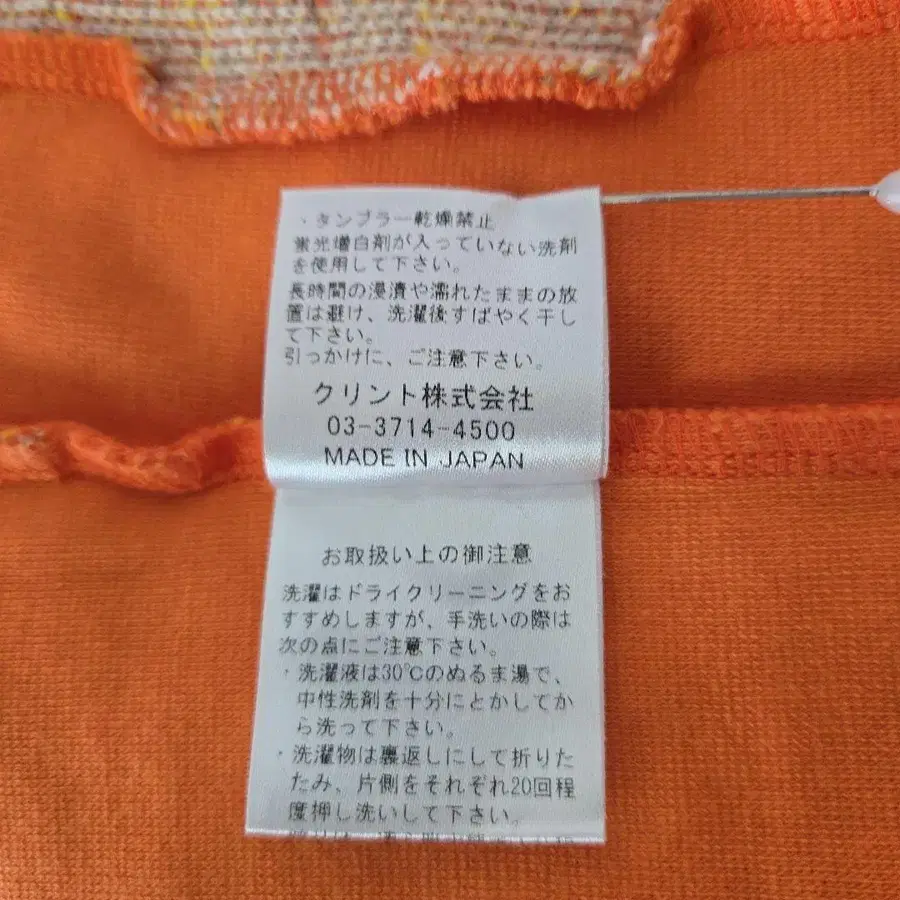 ・タンブラー乾燥禁止
蛍光増白剤が入っていない洗剤
を使用して下さい。
長時間の浸漬や濡れたままの放
置は避け、洗濯後すばやく干し
て下さい。
引っかけに、ご注意下さい。
クリント株式会社
03-3714-4500
MADE IN JAPAN
お取扱い上の御注意
洗濯はドライクリーニングをお
すすめしますが、手洗いの際は
次の点にご注意下さい。
・洗濯液は30℃のぬるま湯で、
中性洗剤を十分にとかしてか
ら洗って下さい。
・洗濯物は裏返しにして折りた
たみ、片側をそれぞれ20回程
度押し洗いして下さい。